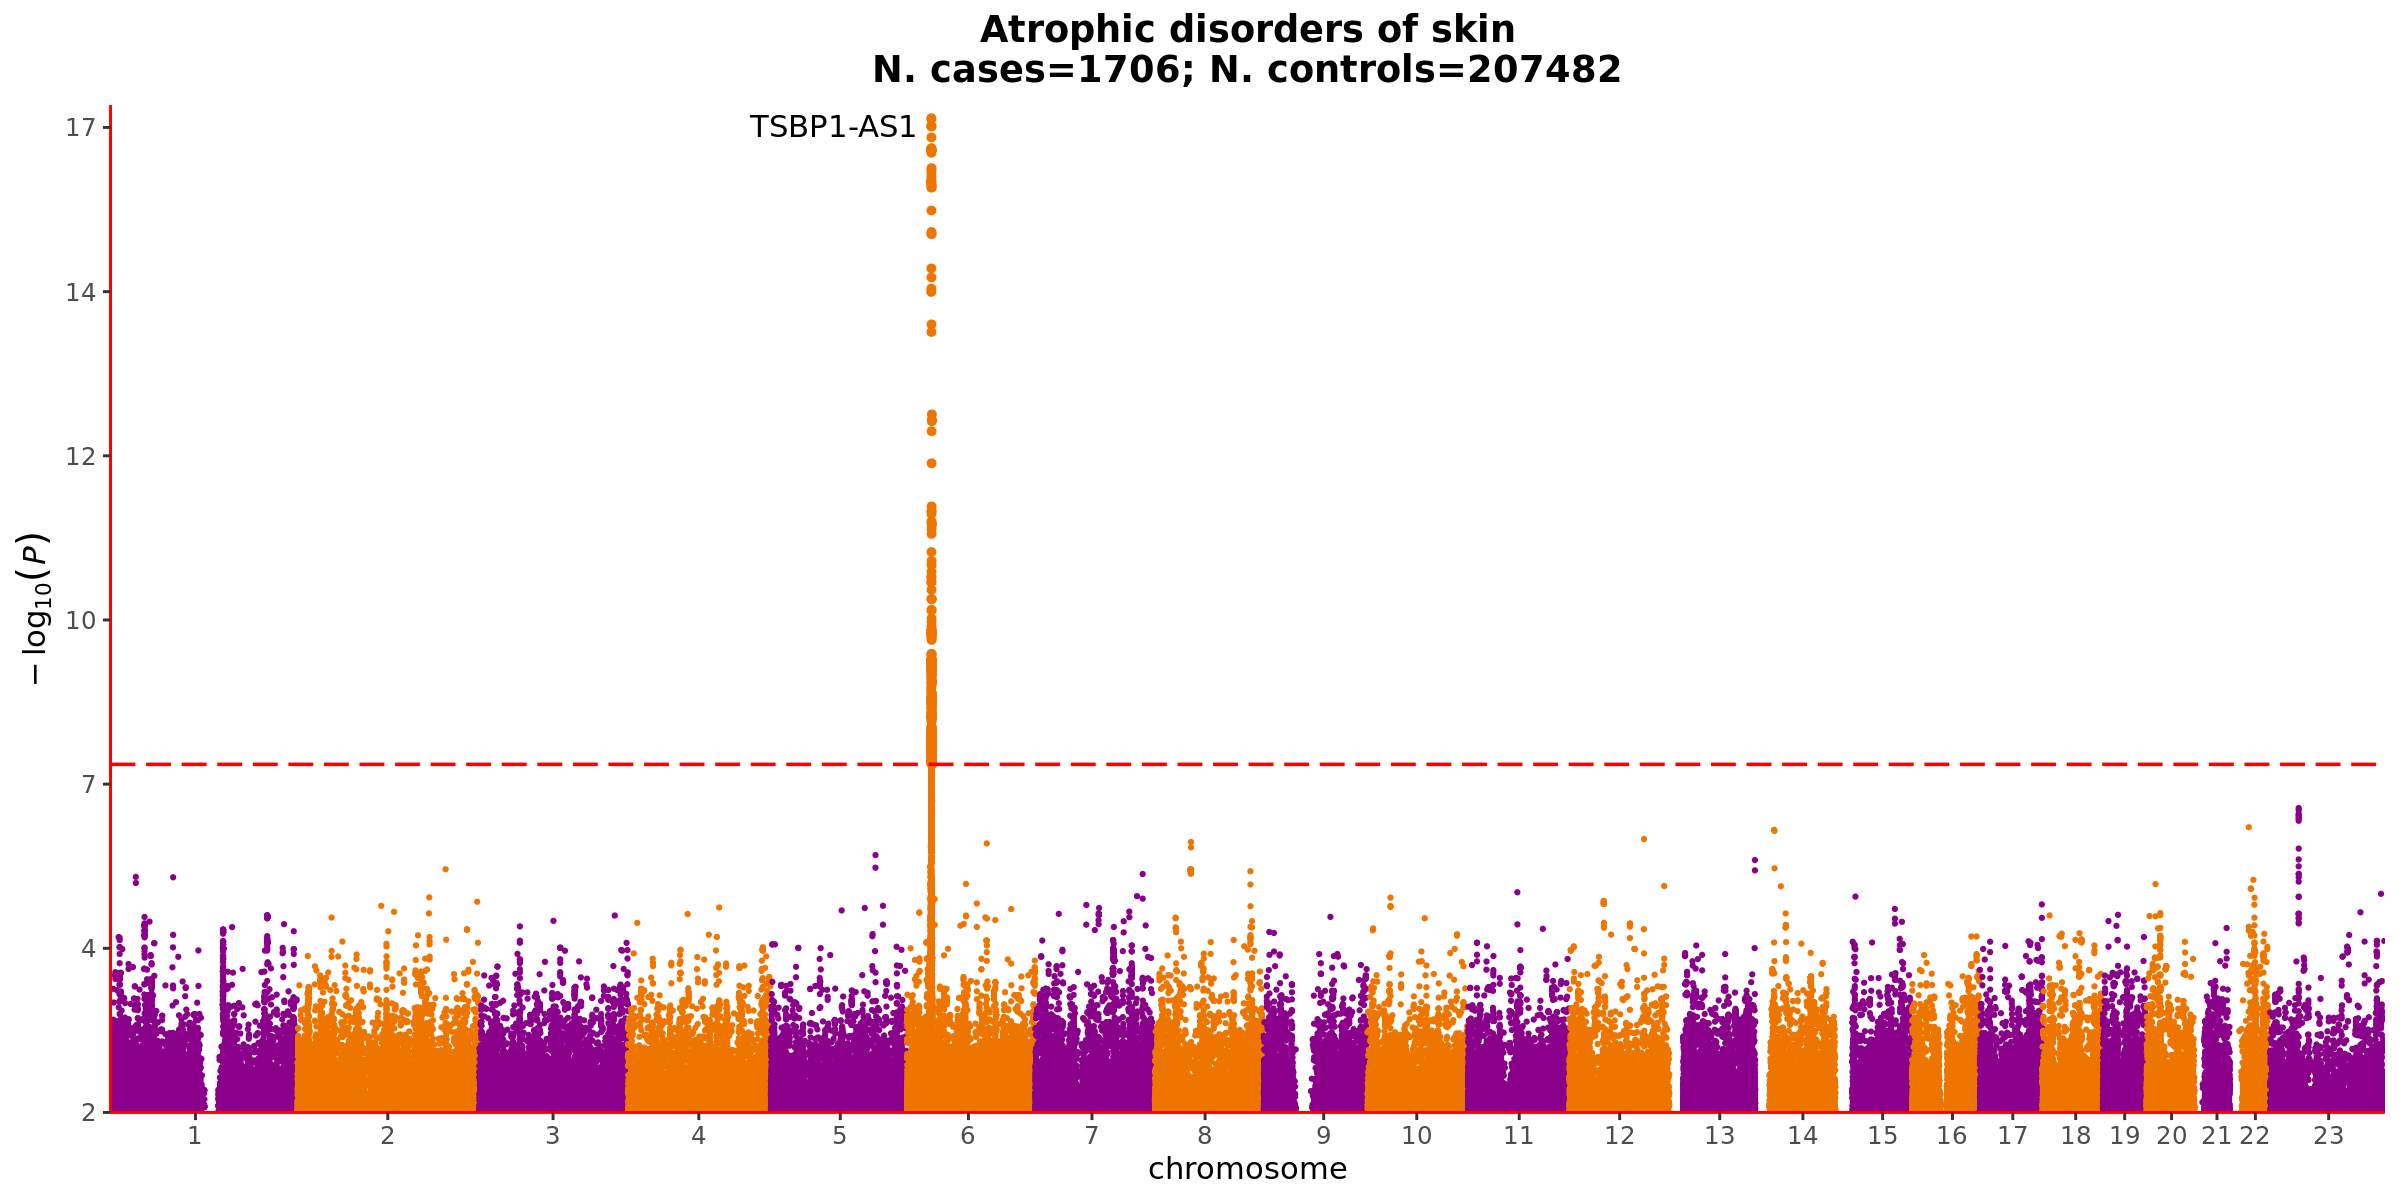 Atrophic disorders of skin
N. cases=1706; N. controls=207482
TSBP1-AS1
17
14
12
10
7
4
2
− log₁₀(P)
1 2 3 4 5 6 7 8 9 10 11 12 13 14 15 16 17 18 19 20 21 22 23
chromosome